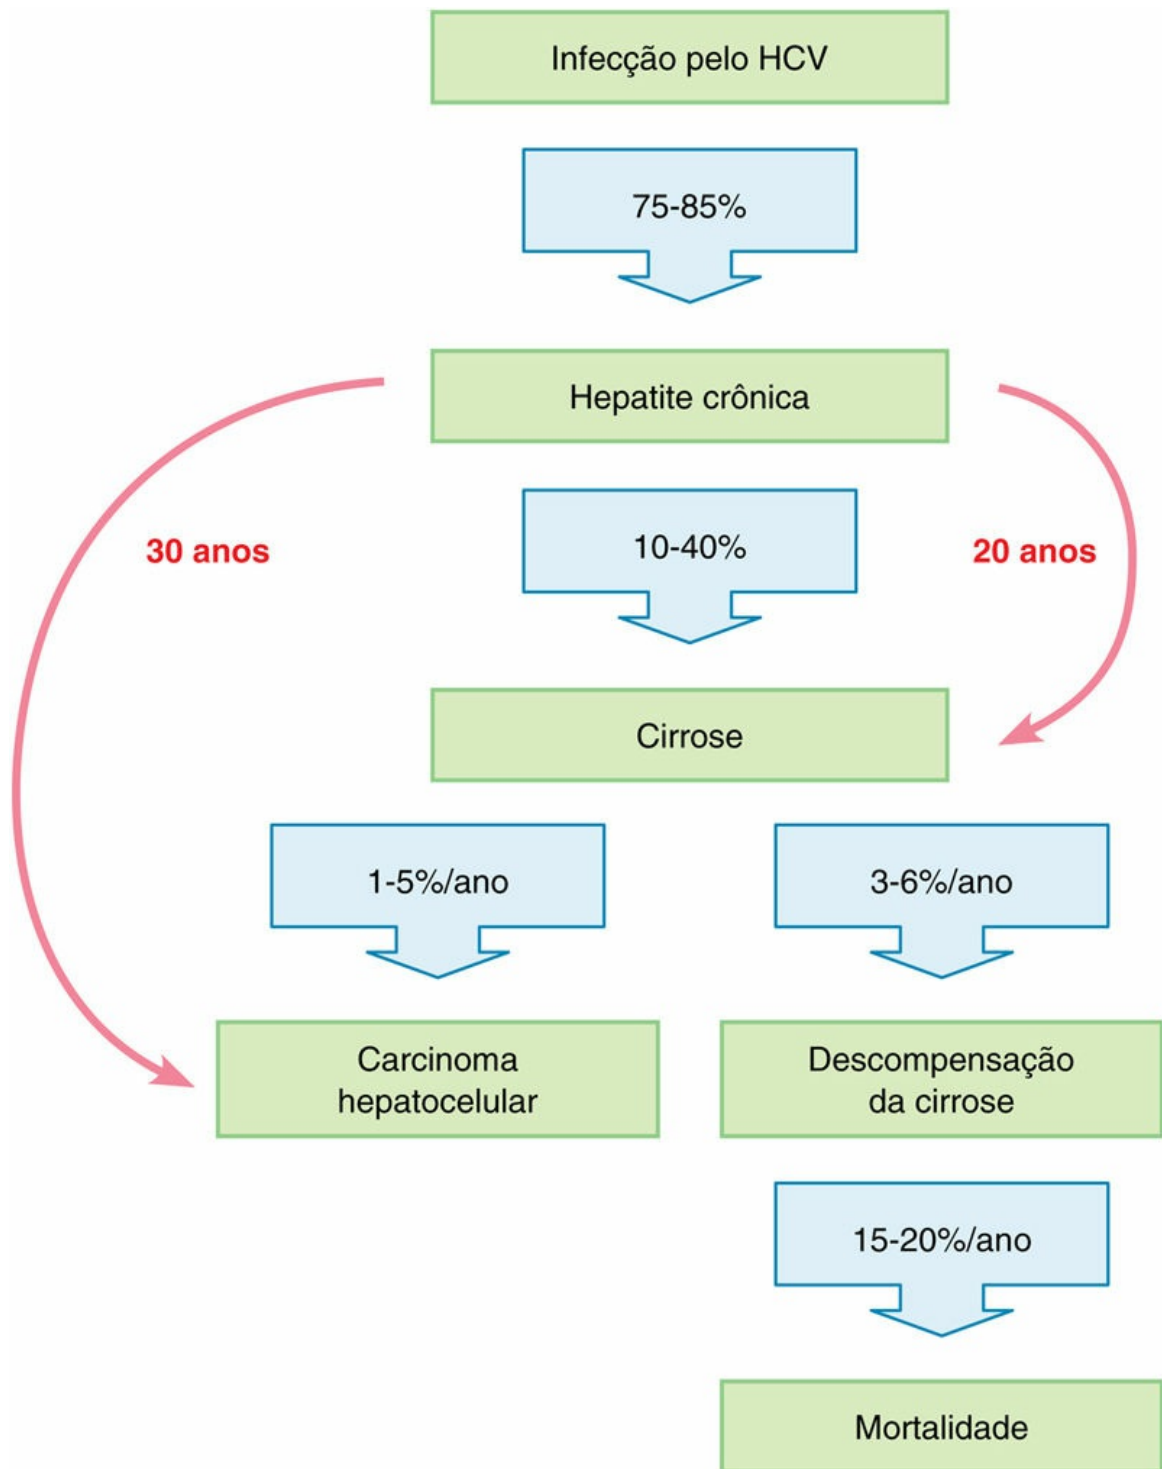 Infecção pelo HCV
75-85%
Hepatite crônica
30 anos
10-40%
20 anos
Cirrose
1-5%/ano
3-6%/ano
Carcinoma
hepatocelular
Descompensação
da cirrose
15-20%/ano
Mortalidade